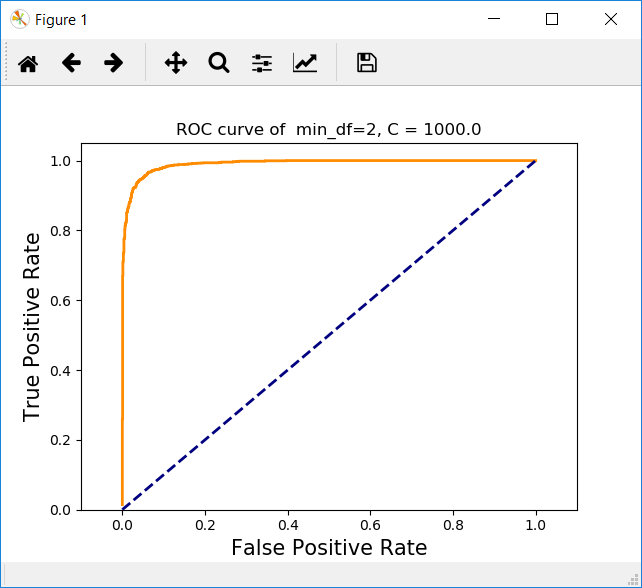 Figure 1
ROC curve of  min_df=2, C = 1000.0
1.0
0.8
0.6
0.4
0.2
0.0
True Positive Rate
0.0 0.2 0.4 0.6 0.8 1.0
False Positive Rate